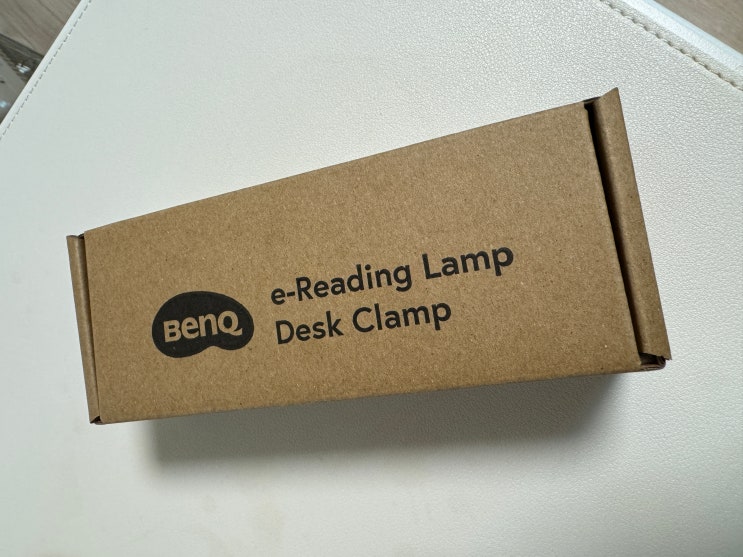 BenQ
e-Reading Lamp
Desk Clamp